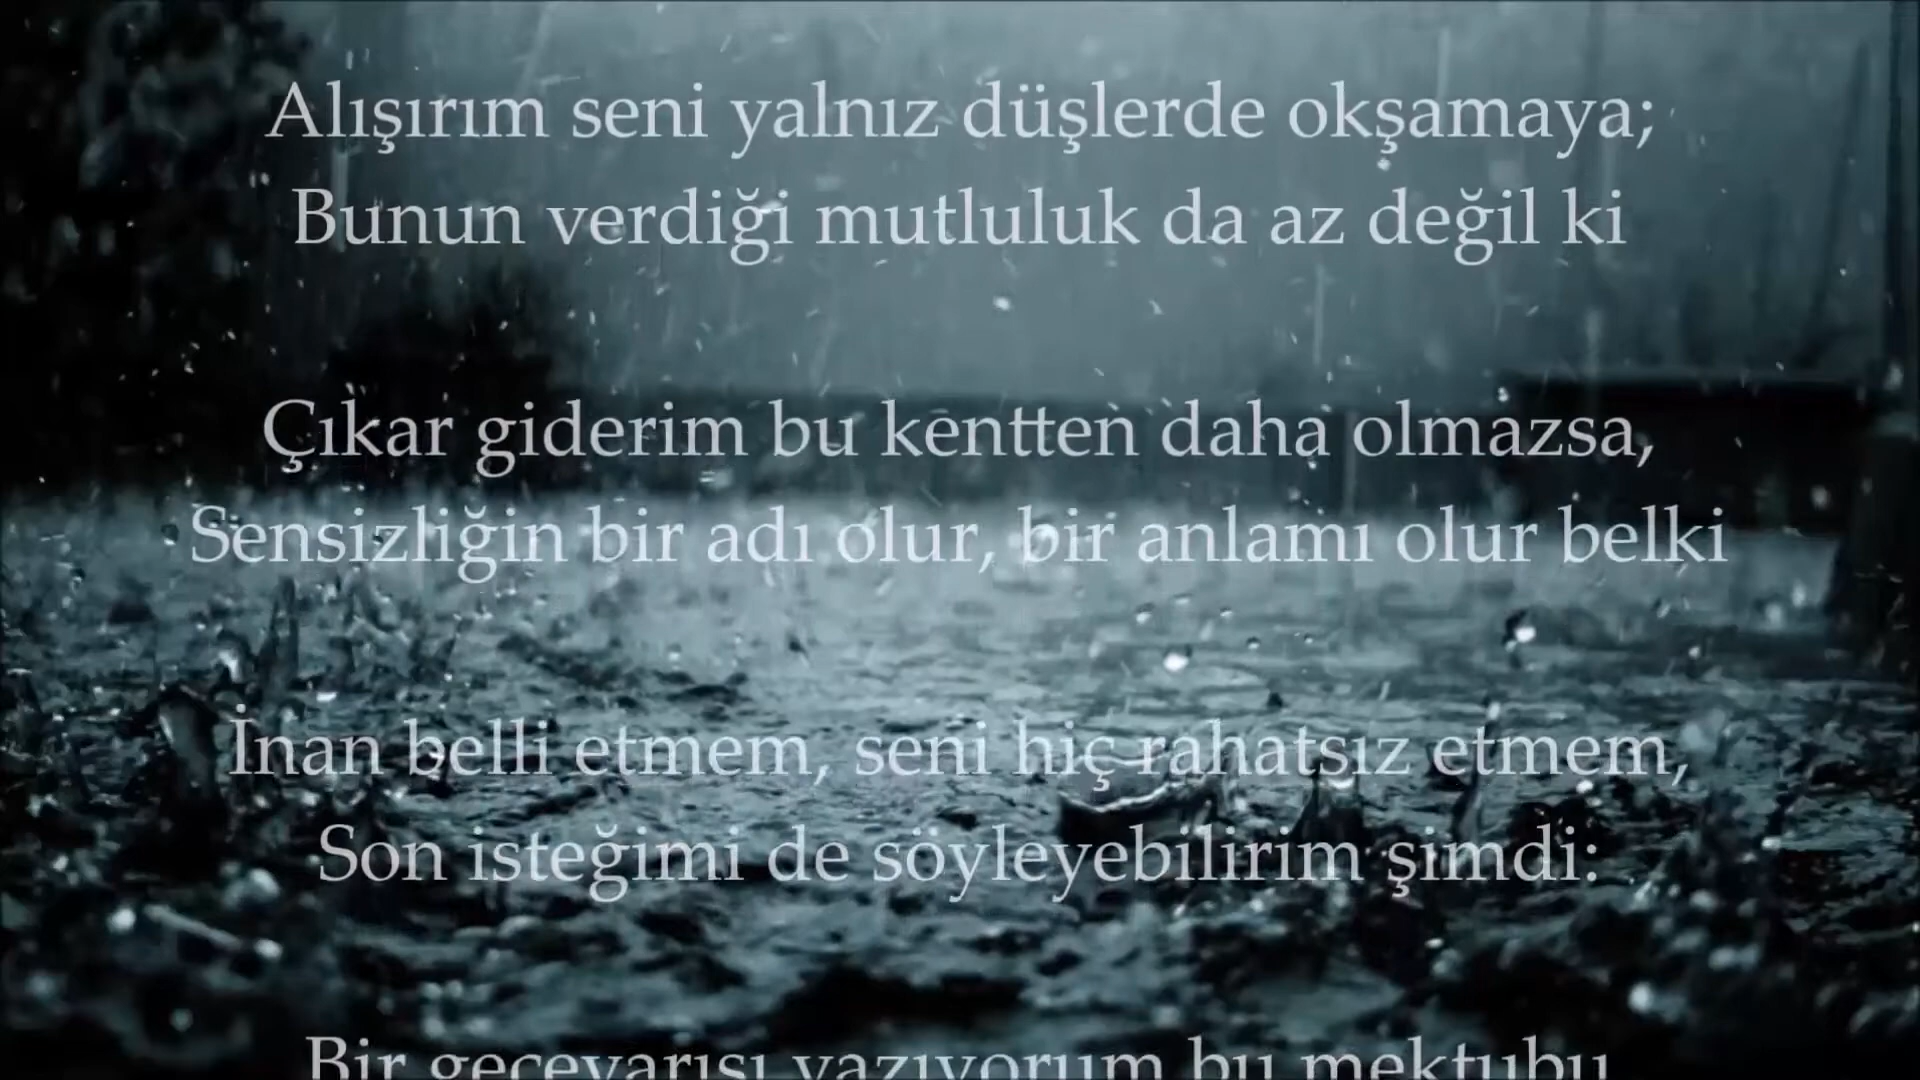 Alışırım seni yalnız düşlerde okşamaya;
Bunun verdiği mutluluk da az değil ki
Çıkar giderim bu kentten daha olmazsa,
Sensizliğin bir adı olur, bir anlamı olur belki
İnan belli etmem, seni hiç rahatsız etmem,
Son isteğimi de söyleyebilirim şimdi:
Bir geceyarısı yazıyorum bu mektubu